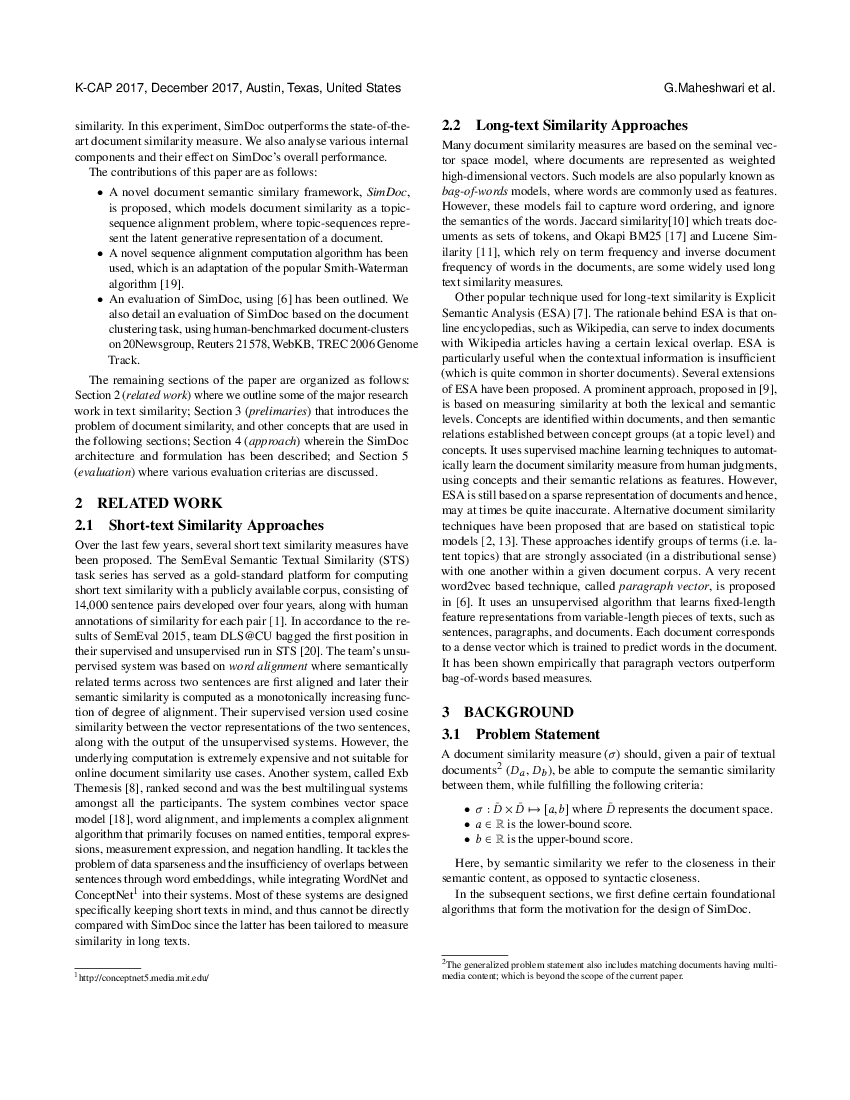 K-CAP 2017, December 2017, Austin, Texas, United States
G.Maheshwari et al.
similarity. In this experiment, SimDoc outperforms the state-of-the-
art document similarity measure. We also analyse various internal
components and their effect on SimDoc's overall performance.
The contributions of this paper are as follows:
• A novel document semantic similary framework, SimDoc,
is proposed, which models document similarity as a topic-
sequence alignment problem, where topic-sequences repre-
sent the latent generative representation of a document.
• A novel sequence alignment computation algorithm has been
used, which is an adaptation of the popular Smith-Waterman
algorithm [19].
• An evaluation of SimDoc, using [6] has been outlined. We
also detail an evaluation of SimDoc based on the document
clustering task, using human-benchmarked document-clusters
on 20Newsgroup, Reuters 21578, WebKB, TREC 2006 Genome
Track.
The remaining sections of the paper are organized as follows:
Section 2 (related work) where we outline some of the major research
work in text similarity; Section 3 (prelimaries) that introduces the
problem of document similarity, and other concepts that are used in
the following sections; Section 4 (approach) wherein the SimDoc
architecture and formulation has been described; and Section 5
(evaluation) where various evaluation criterias are discussed.
2 RELATED WORK
2.1 Short-text Similarity Approaches
Over the last few years, several short text similarity measures have
been proposed. The SemEval Semantic Textual Similarity (STS)
task series has served as a gold-standard platform for computing
short text similarity with a publicly available corpus, consisting of
14,000 sentence pairs developed over four years, along with human
annotations of similarity for each pair [1]. In accordance to the re-
sults of SemEval 2015, team DLS@CU bagged the first position in
their supervised and unsupervised run in STS [20]. The team's unsu-
pervised system was based on word alignment where semantically
related terms across two sentences are first aligned and later their
semantic similarity is computed as a monotonically increasing func-
tion of degree of alignment. Their supervised version used cosine
similarity between the vector representations of the two sentences,
along with the output of the unsupervised systems. However, the
underlying computation is extremely expensive and not suitable for
online document similarity use cases. Another system, called Exb
Themesis [8], ranked second and was the best multilingual systems
amongst all the participants. The system combines vector space
model [18], word alignment, and implements a complex alignment
algorithm that primarily focuses on named entities, temporal expres-
sions, measurement expression, and negation handling. It tackles the
problem of data sparseness and the insufficiency of overlaps between
sentences through word embeddings, while integrating WordNet and
ConceptNet1 into their systems. Most of these systems are designed
specifically keeping short texts in mind, and thus cannot be directly
compared with SimDoc since the latter has been tailored to measure
similarity in long texts.
1 http://conceptnet5.media.mit.edu/
2.2 Long-text Similarity Approaches
Many document similarity measures are based on the seminal vec-
tor space model, where documents are represented as weighted
high-dimensional vectors. Such models are also popularly known as
bag-of-words models, where words are commonly used as features.
However, these models fail to capture word ordering, and ignore
the semantics of the words. Jaccard similarity[10] which treats doc-
uments as sets of tokens, and Okapi BM25 [17] and Lucene Sim-
ilarity [11], which rely on term frequency and inverse document
frequency of words in the documents, are some widely used long
text similarity measures.
Other popular technique used for long-text similarity is Explicit
Semantic Analysis (ESA) [7]. The rationale behind ESA is that on-
line encyclopedias, such as Wikipedia, can serve to index documents
with Wikipedia articles having a certain lexical overlap. ESA is
particularly useful when the contextual information is insufficient
(which is quite common in shorter documents). Several extensions
of ESA have been proposed. A prominent approach, proposed in [9],
is based on measuring similarity at both the lexical and semantic
levels. Concepts are identified within documents, and then semantic
relations established between concept groups (at a topic level) and
concepts. It uses supervised machine learning techniques to automat-
ically learn the document similarity measure from human judgments,
using concepts and their semantic relations as features. However,
ESA is still based on a sparse representation of documents and hence,
may at times be quite inaccurate. Alternative document similarity
techniques have been proposed that are based on statistical topic
models [2, 13]. These approaches identify groups of terms (i.e. la-
tent topics) that are strongly associated (in a distributional sense)
with one another within a given document corpus. A very recent
word2vec based technique, called paragraph vector, is proposed
in [6]. It uses an unsupervised algorithm that learns fixed-length
feature representations from variable-length pieces of texts, such as
sentences, paragraphs, and documents. Each document corresponds
to a dense vector which is trained to predict words in the document.
It has been shown empirically that paragraph vectors outperform
bag-of-words based measures.
3 BACKGROUND
3.1 Problem Statement
A document similarity measure (σ) should, given a pair of textual
documents2 (Da, Db), be able to compute the semantic similarity
between them, while fulfilling the following criteria:
• σ : D̄ × D̄ ↦ [a, b] where D̄ represents the document space.
• a ∈ ℝ is the lower-bound score.
• b ∈ ℝ is the upper-bound score.
Here, by semantic similarity we refer to the closeness in their
semantic content, as opposed to syntactic closeness.
In the subsequent sections, we first define certain foundational
algorithms that form the motivation for the design of SimDoc.
2The generalized problem statement also includes matching documents having multi-
media content; which is beyond the scope of the current paper.